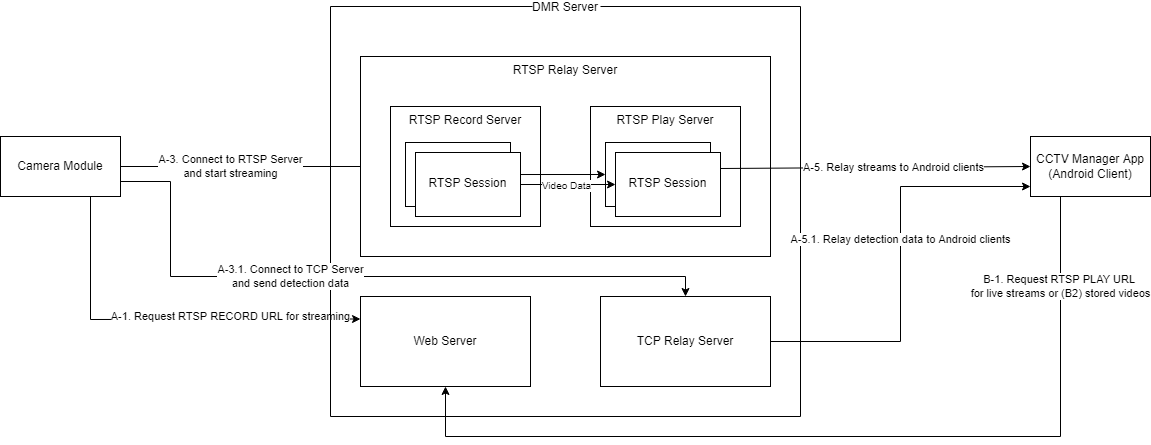 DMR Server
RTSP Relay Server
RTSP Record Server
RTSP Play Server
Camera Module
A-3. Connect to RTSP Server
and start streaming
RTSP Session
Video Data
RTSP Session
A-5. Relay streams to Android clients
CCTV Manager App
(Android Client)
A-5.1. Relay detection data to Android clients
A-3.1. Connect to TCP Server
and send detection data
B-1. Request RTSP PLAY URL
for live streams or (B2) stored videos
A-1. Request RTSP RECORD URL for streaming
Web Server
TCP Relay Server